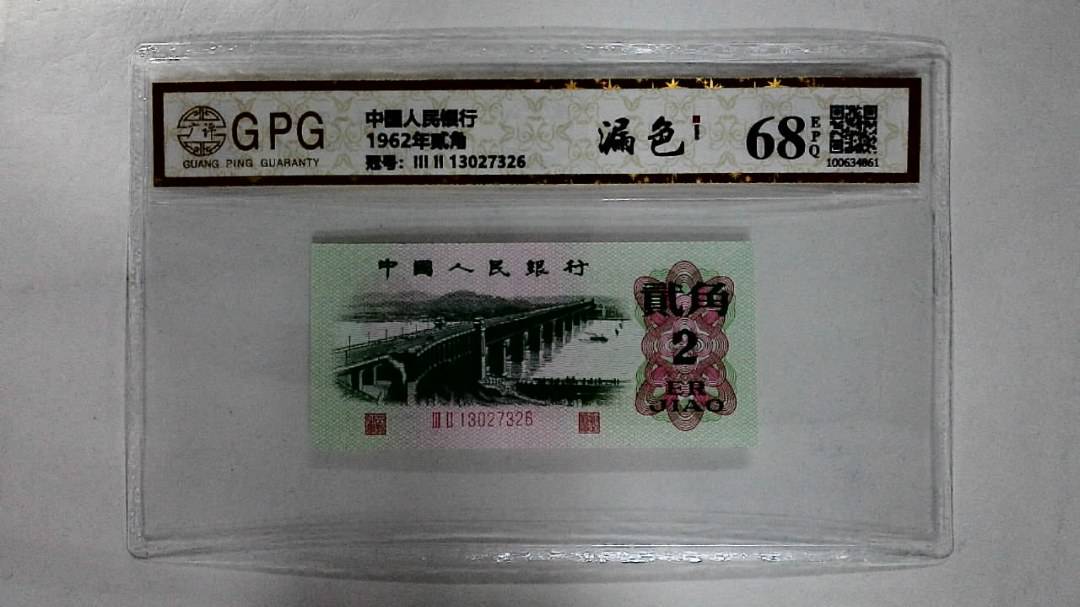 GPG
GUANG PING GUARANTY
中國人民银行
1962年贰角
冠号: III II 13027326
漏色
68
EPQ
100634861
中國人民銀行
貳角
2
ER
JIAO
III II 13027326